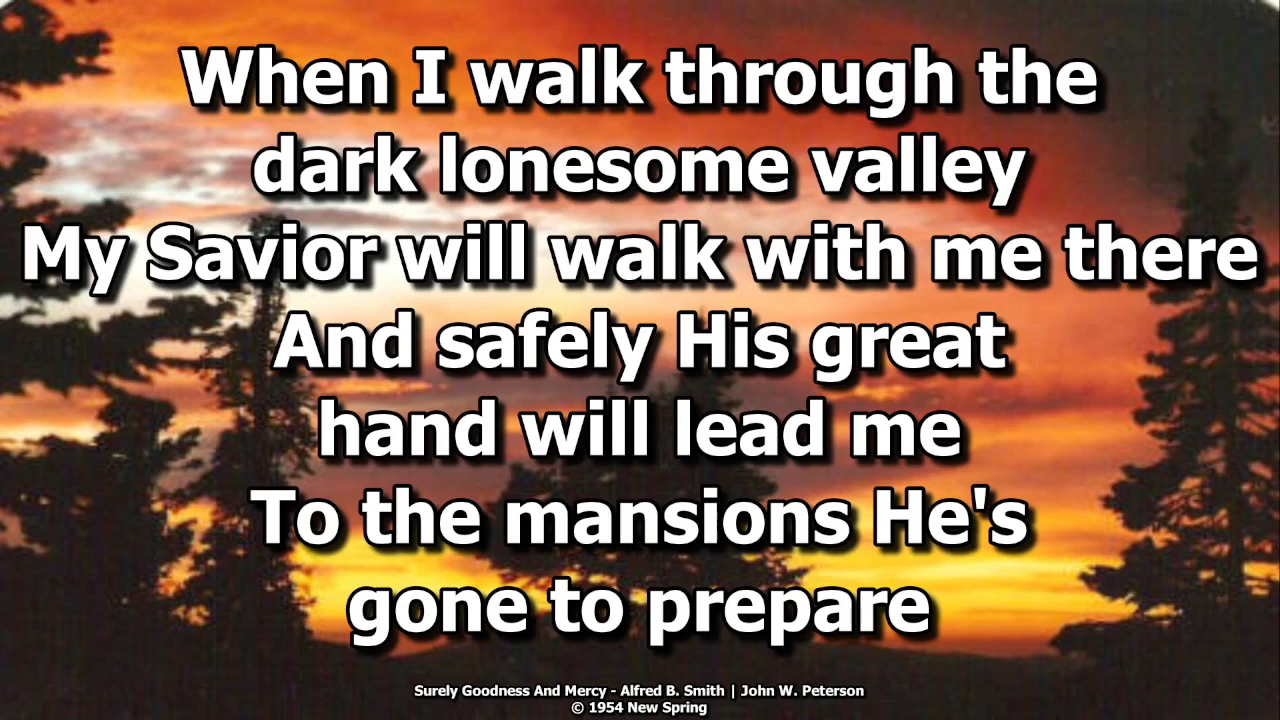 When I walk through the
dark lonesome valley
My Savior will walk with me there
And safely His great
hand will lead me
To the mansions He's
gone to prepare
Surely Goodness And Mercy - Alfred B. Smith | John W. Peterson
© 1954 New Spring